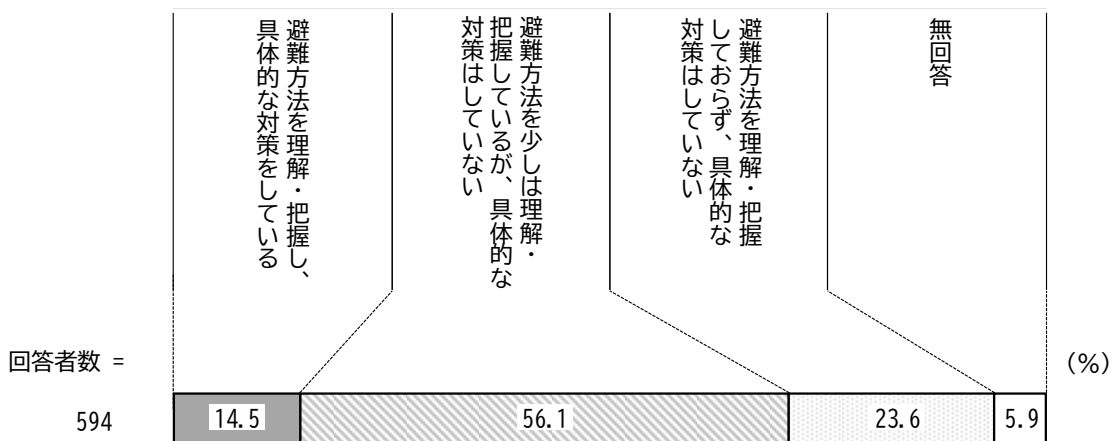 避難方法を理解・把握し、
具体的な対策をしている
避難方法を少しは理解・
把握しているが、具体的な
対策はしていない
避難方法を理解・把握
しておらず、具体的な
対策はしていない
無回答
回答者数 =
(%)
594
14.5
56.1
23.6
5.9